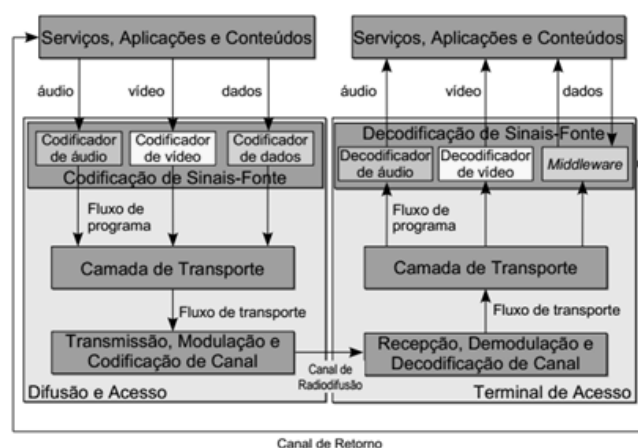 Serviços, Aplicações e Conteúdos
áudio
vídeo
dados
Codificador
de áudio
Codificador
de vídeo
Codificador
de dados
Codificação de Sinais-Fonte
Fluxo de
programa
Camada de Transporte
Fluxo de transporte
Transmissão, Modulação e
Codificação de Canal
Difusão e Acesso
Canal de
Radiodifusão
Serviços, Aplicações e Conteúdos
áudio
vídeo
dados
Decodificação de Sinais-Fonte
Decodificador
de áudio
Decodificador
de vídeo
Middleware
Fluxo de
programa
Camada de Transporte
Fluxo de transporte
Recepção, Demodulação e
Decodificação de Canal
Terminal de Acesso
Canal de Retorno